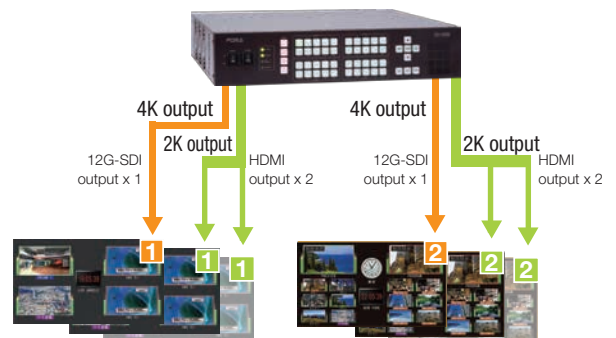 POWER
4K output
4K output
2K output
2K output
12G-SDI
output x 1
HDMI
output x 2
12G-SDI
output x 1
HDMI
output x 2
1
1
1
2
2
2